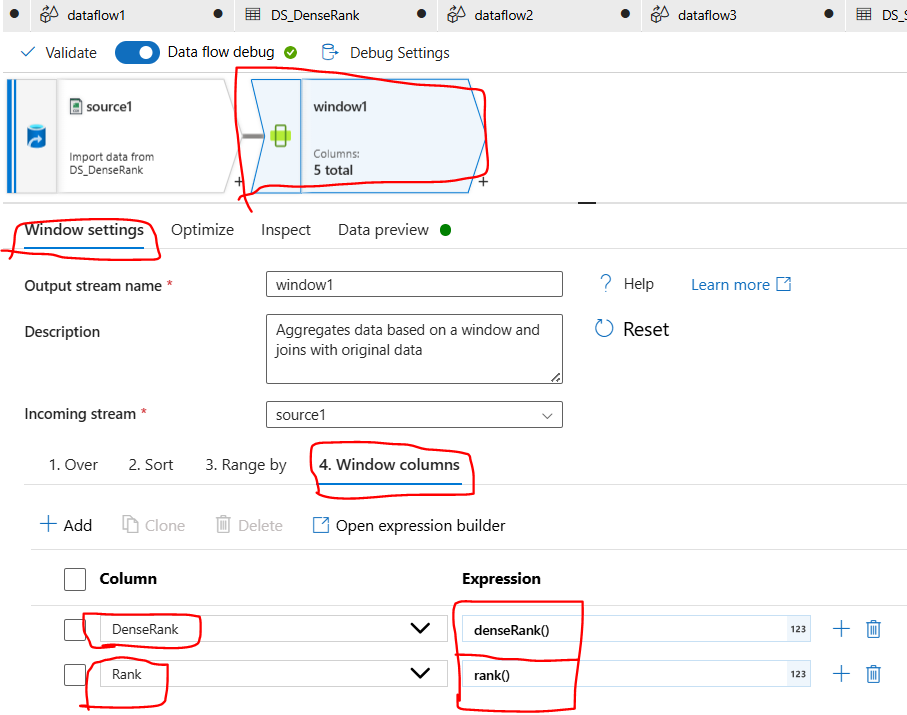 dataflow1 DS_DenseRank dataflow2 dataflow3 DS_S
Validate Data flow debug Debug Settings
source1
Import data from
DS_DenseRank
window1
Columns:
5 total
+ +
Window settings Optimize Inspect Data preview
Output stream name * window1 ? Help Learn more
Description Aggregates data based on a window and
joins with original data
Reset
Incoming stream * source1
1. Over 2. Sort 3. Range by 4. Window columns
+ Add Clone Delete Open expression builder
Column Expression
DenseRank denseRank() 123 +
Rank rank() 123 +